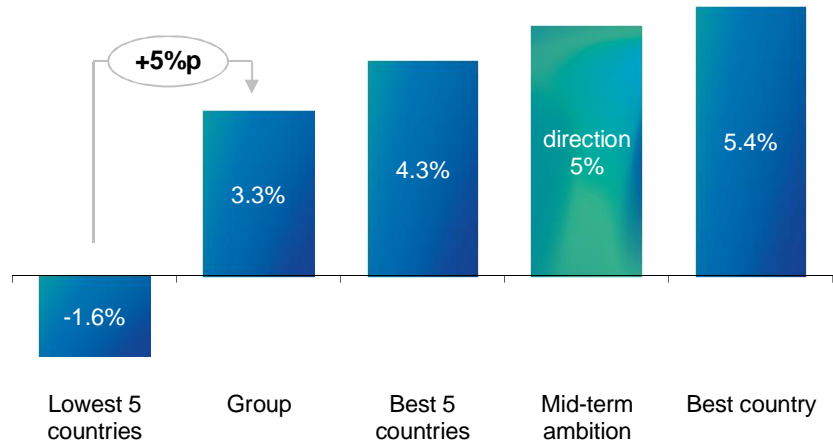 +5%p
-1.6%
3.3%
4.3%
direction
5%
5.4%
Lowest 5
countries
Group
Best 5
countries
Mid-term
ambition
Best country